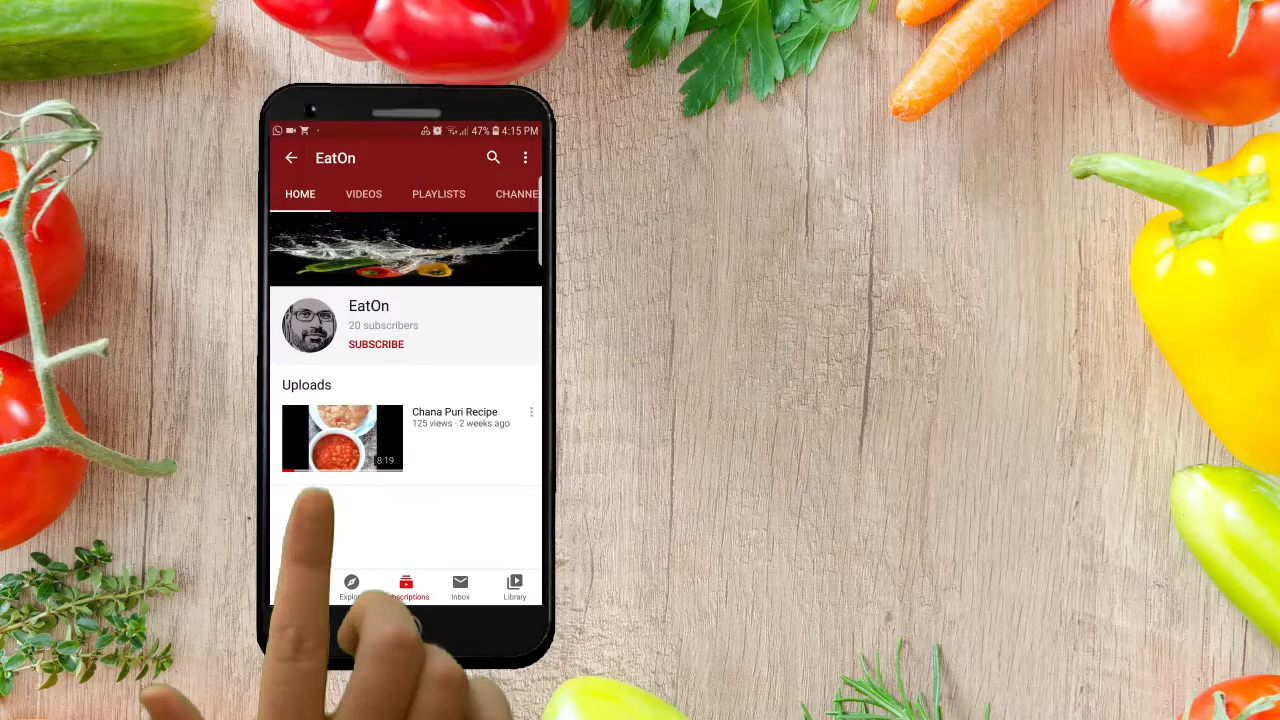 47% 4:15 PM
EatOn
HOME VIDEOS PLAYLISTS CHANNEL
EatOn
20 subscribers
SUBSCRIBE
Uploads
Chana Puri Recipe
125 views · 2 weeks ago
8:19
Inbox Library